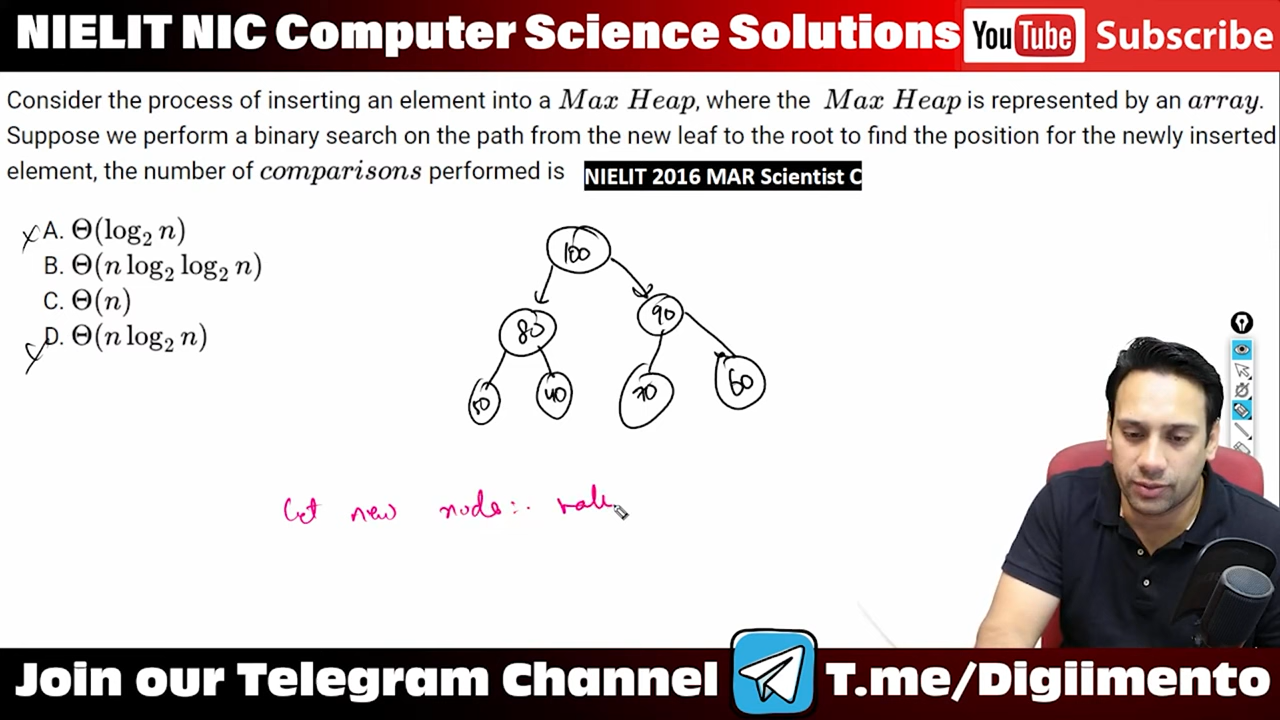 NIELIT NIC Computer Science Solutions YouTube Subscribe
Consider the process of inserting an element into a Max Heap, where the Max Heap is represented by an array.
Suppose we perform a binary search on the path from the new leaf to the root to find the position for the newly inserted
element, the number of comparisons performed is NIELIT 2016 MAR Scientist C
A. Θ(log₂ n)
B. Θ(n log₂ log₂ n)
C. Θ(n)
D. Θ(n log₂ n)
100
80 90
50 40 70 60
let new node:
Join our Telegram Channel T.me/Digiimento